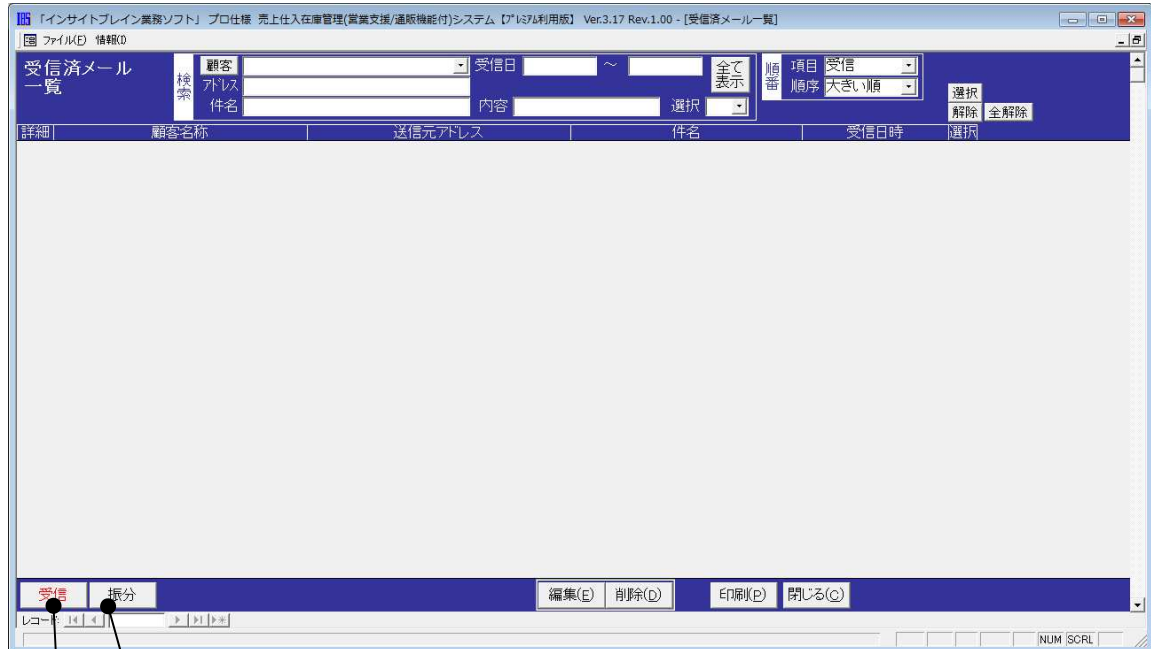 「インサイトブレイン業務ソフト」 プロ仕様 売上仕入在庫管理(営業支援/通販機能付)システム【プレミアム利用版】 Ver.3.17 Rev.1.00 - [受信済メール一覧]
ファイル(F) 情報(I)
受信済メール
一覧
検索
顧客
受信日 ～
全て
表示
順番
項目 受信
アドレス
順序 大きい順
件名
内容
選択
選択
解除 全解除
詳細 顧客名称 送信元アドレス 件名 受信日時 選択
受信 振分 編集(E) 削除(D) 印刷(P) 閉じる(C)
レコード:
NUM SCRL